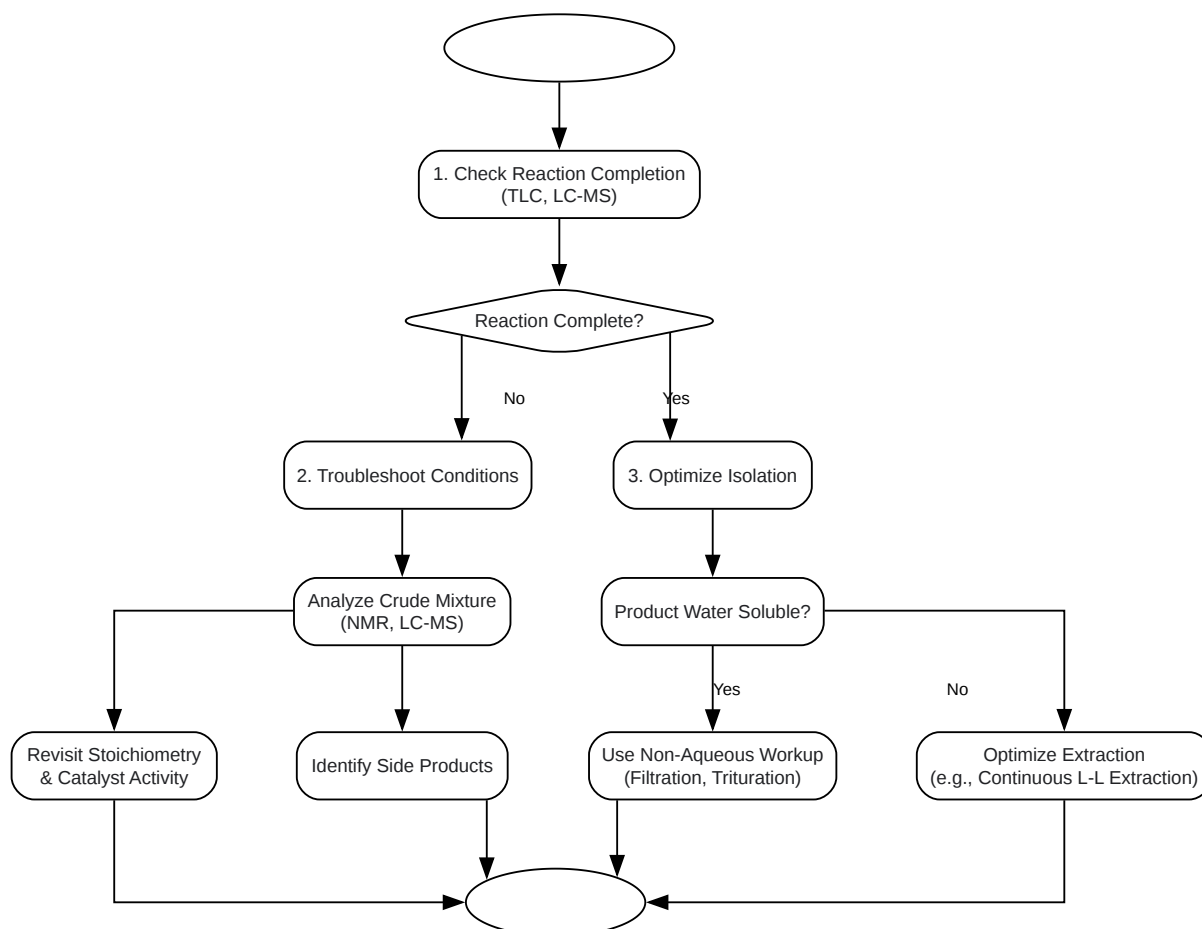 1. Check Reaction Completion
(TLC, LC-MS)
Reaction Complete?
No
Yes
2. Troubleshoot Conditions
3. Optimize Isolation
Analyze Crude Mixture
(NMR, LC-MS)
Product Water Soluble?
Yes
No
Revisit Stoichiometry
& Catalyst Activity
Identify Side Products
Use Non-Aqueous Workup
(Filtration, Trituration)
Optimize Extraction
(e.g., Continuous L-L Extraction)